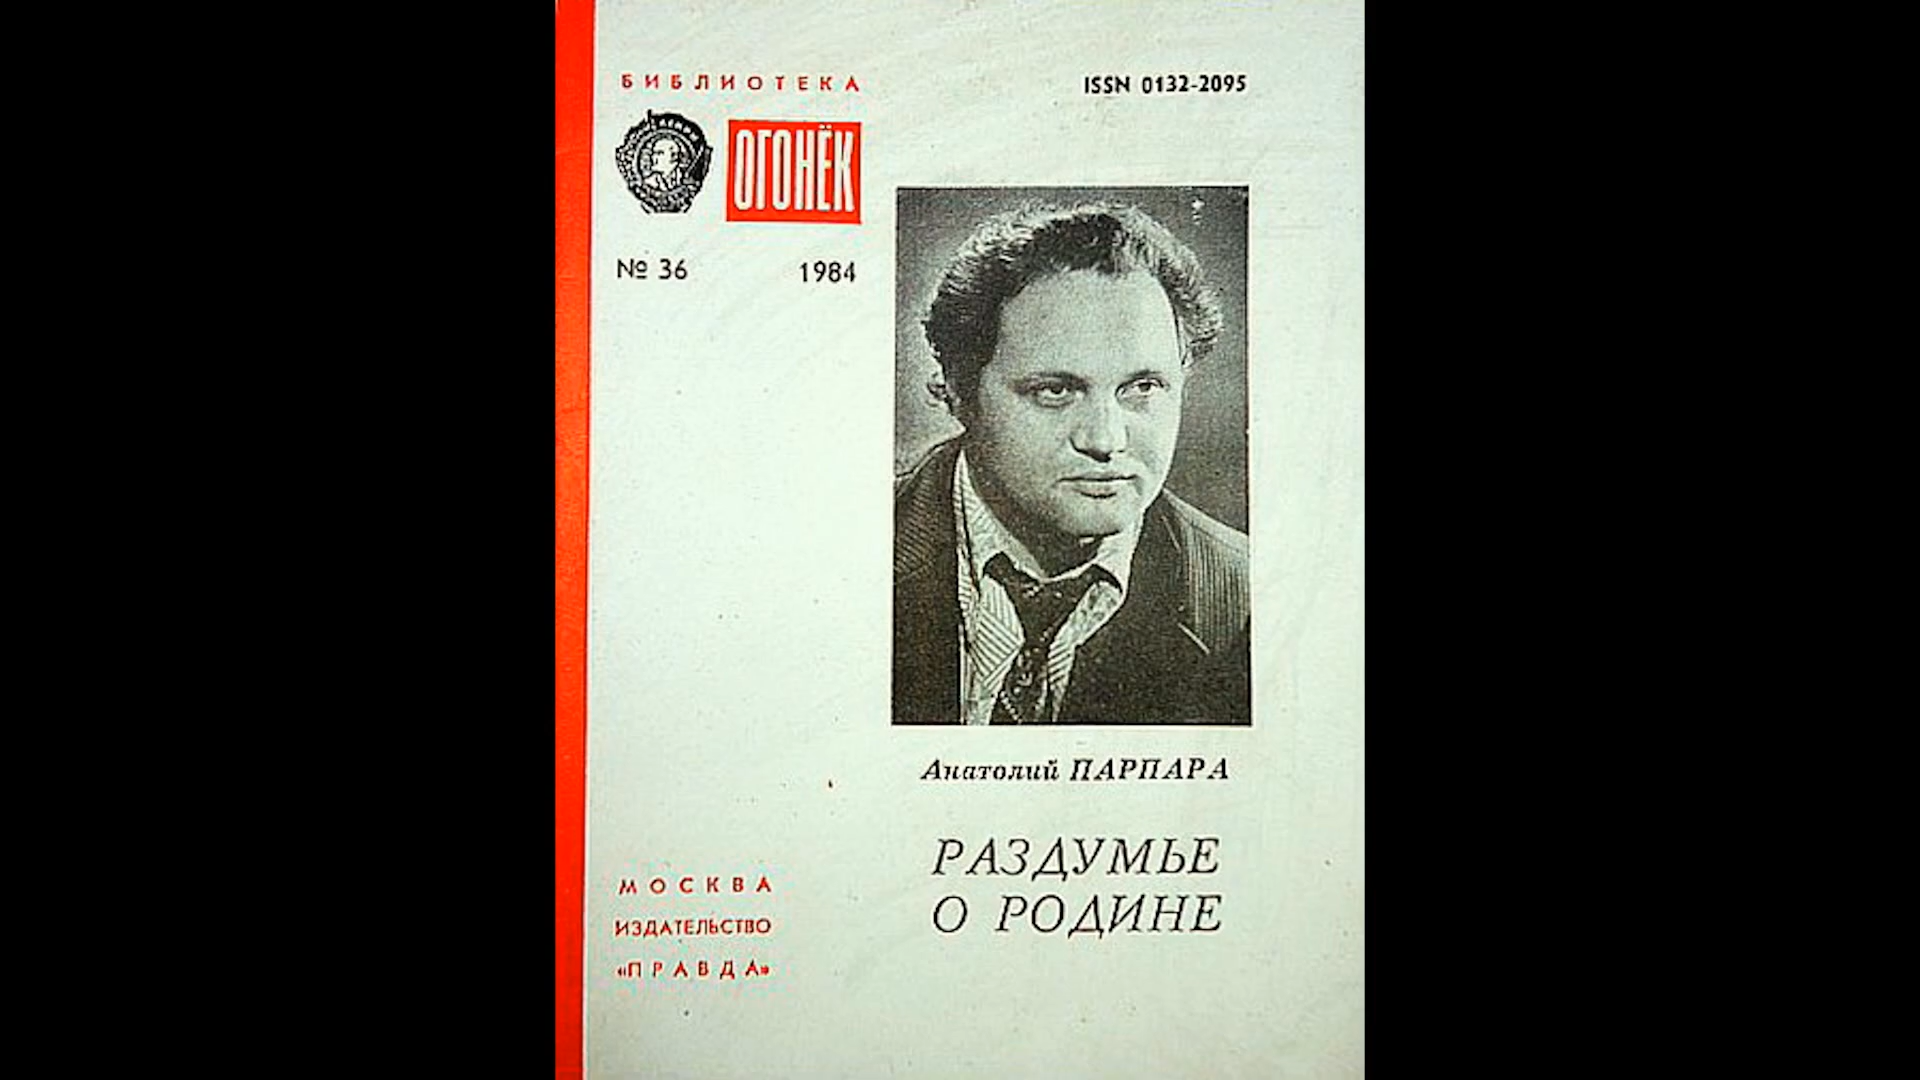 БИБЛИОТЕКА
ISSN 0132-2095
ОГОНЁК
№ 36 1984
Анатолий ПАРПАРА
РАЗДУМЬЕ
О РОДИНЕ
МОСКВА
ИЗДАТЕЛЬСТВО
«ПРАВДА»